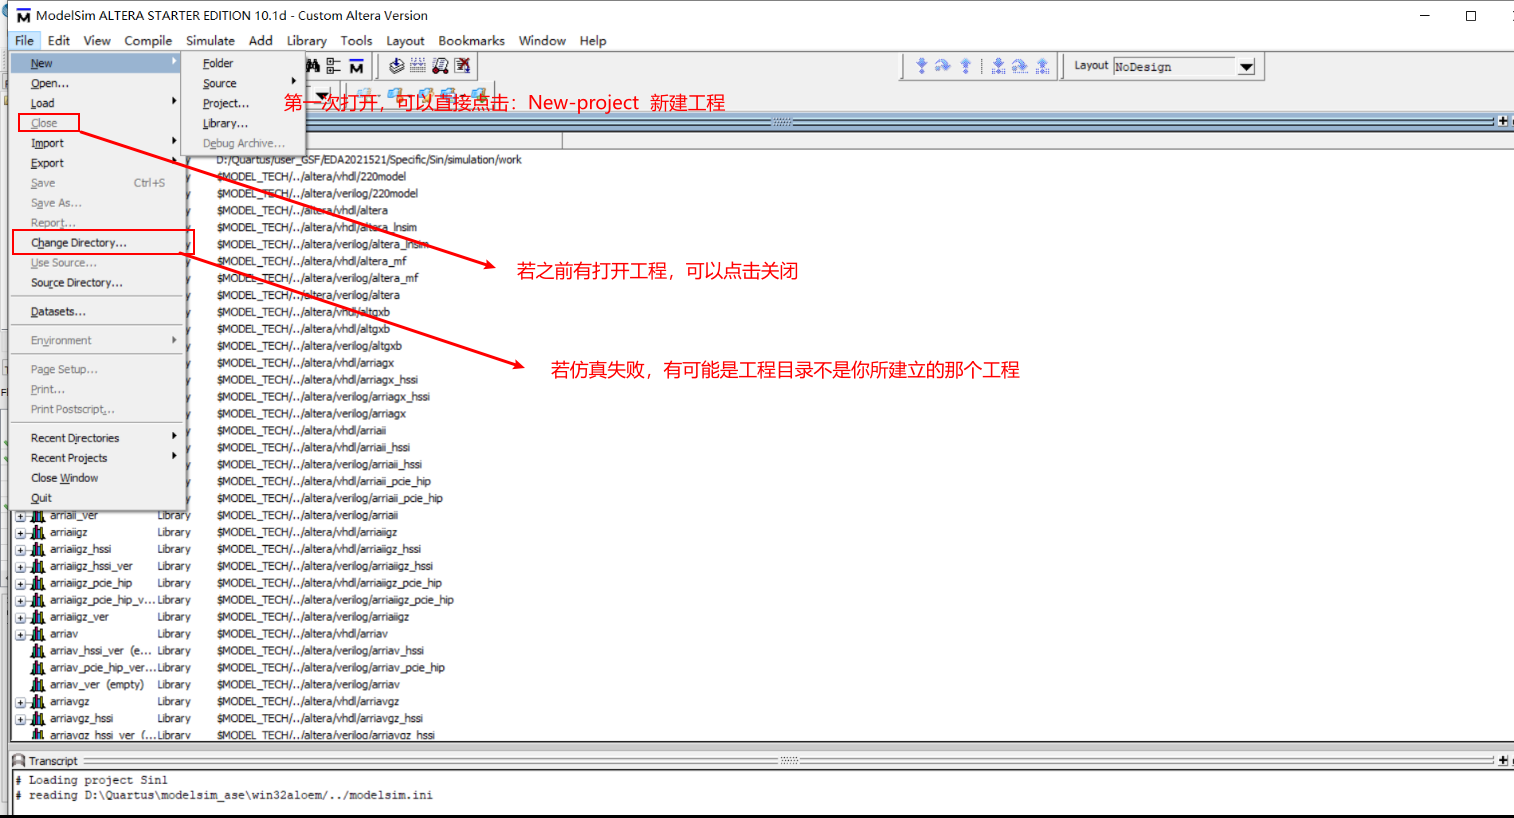 ModelSim ALTERA STARTER EDITION 10.1d - Custom Altera Version
File Edit View Compile Simulate Add Library Tools Layout Bookmarks Window Help
New
Open...
Load
Close
Import
Export
Save Ctrl+S
Save As...
Report...
Change Directory...
Use Source...
Source Directory...
Datasets...
Environment
Page Setup...
Print...
Print Postscript...
Recent Directories
Recent Projects
Close Window
Quit
Folder
Source
Project...
Library...
Debug Archive...
Layout NoDesign
第一次打开，可以直接点击：New-project 新建工程
若之前有打开工程，可以点击关闭
若仿真失败，有可能是工程目录不是你所建立的那个工程
D:/Quartus/user_GSF/EDA2021521/Specific/Sin/simulation/work
$MODEL_TECH/../altera/vhdl/220model
$MODEL_TECH/../altera/verilog/220model
$MODEL_TECH/../altera/vhdl/altera
$MODEL_TECH/../altera/vhdl/altera_lnsim
$MODEL_TECH/../altera/verilog/altera_lnsim
$MODEL_TECH/../altera/vhdl/altera_mf
$MODEL_TECH/../altera/verilog/altera_mf
$MODEL_TECH/../altera/verilog/altera
$MODEL_TECH/../altera/vhdl/altgxb
$MODEL_TECH/../altera/vhdl/altgxb
$MODEL_TECH/../altera/verilog/altgxb
$MODEL_TECH/../altera/vhdl/arriagx
$MODEL_TECH/../altera/vhdl/arriagx_hssi
$MODEL_TECH/../altera/verilog/arriagx_hssi
$MODEL_TECH/../altera/verilog/arriagx
$MODEL_TECH/../altera/vhdl/arriaii
$MODEL_TECH/../altera/vhdl/arriaii_hssi
$MODEL_TECH/../altera/verilog/arriaii_hssi
$MODEL_TECH/../altera/vhdl/arriaii_pcie_hip
$MODEL_TECH/../altera/verilog/arriaii_pcie_hip
arriaii_ver Library $MODEL_TECH/../altera/verilog/arriaii
arriaiigz Library $MODEL_TECH/../altera/vhdl/arriaiigz
arriaiigz_hssi Library $MODEL_TECH/../altera/vhdl/arriaiigz_hssi
arriaiigz_hssi_ver Library $MODEL_TECH/../altera/verilog/arriaiigz_hssi
arriaiigz_pcie_hip Library $MODEL_TECH/../altera/vhdl/arriaiigz_pcie_hip
arriaiigz_pcie_hip_v... Library $MODEL_TECH/../altera/verilog/arriaiigz_pcie_hip
arriaiigz_ver Library $MODEL_TECH/../altera/verilog/arriaiigz
arriav Library $MODEL_TECH/../altera/vhdl/arriav
arriav_hssi_ver (e... Library $MODEL_TECH/../altera/verilog/arriav_hssi
arriav_pcie_hip_ver... Library $MODEL_TECH/../altera/verilog/arriav_pcie_hip
arriav_ver (empty) Library $MODEL_TECH/../altera/verilog/arriav
arriavgz Library $MODEL_TECH/../altera/vhdl/arriavgz
arriavgz_hssi Library $MODEL_TECH/../altera/vhdl/arriavgz_hssi
arriavgz_hssi_ver (... Library $MODEL_TECH/../altera/verilog/arriavgz_hssi
Transcript
# Loading project Sin1
# reading D:\Quartus\modelsim_ase\win32aloem/../modelsim.ini